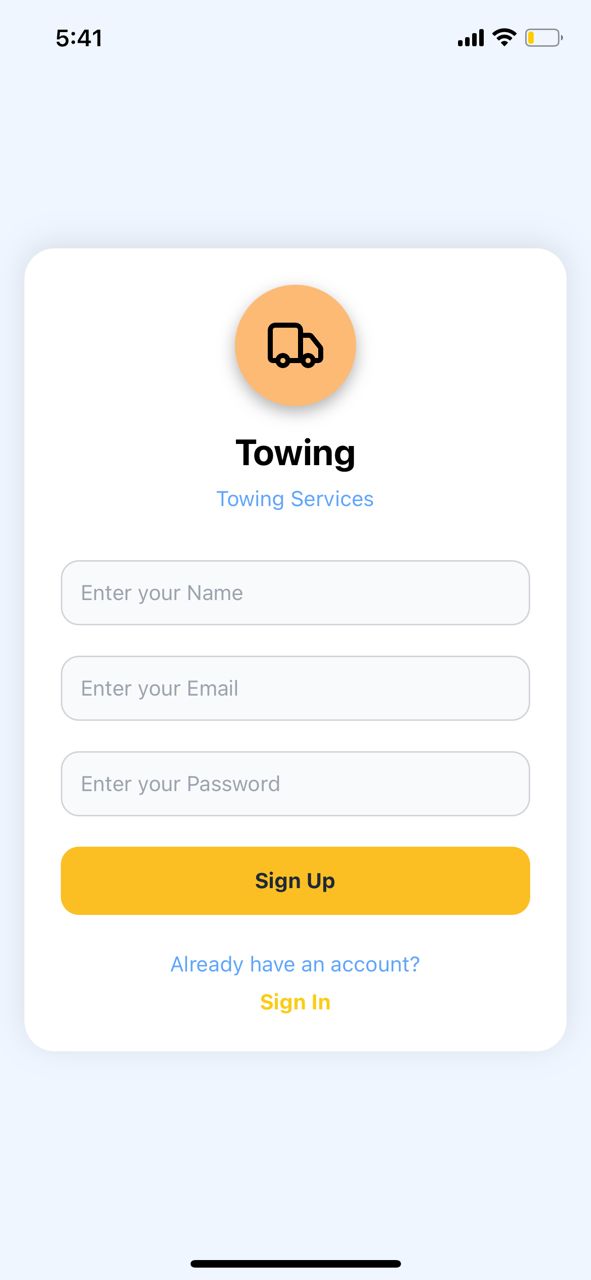 5:41
Towing
Towing Services
Enter your Name
Enter your Email
Enter your Password
Sign Up
Already have an account?
Sign In